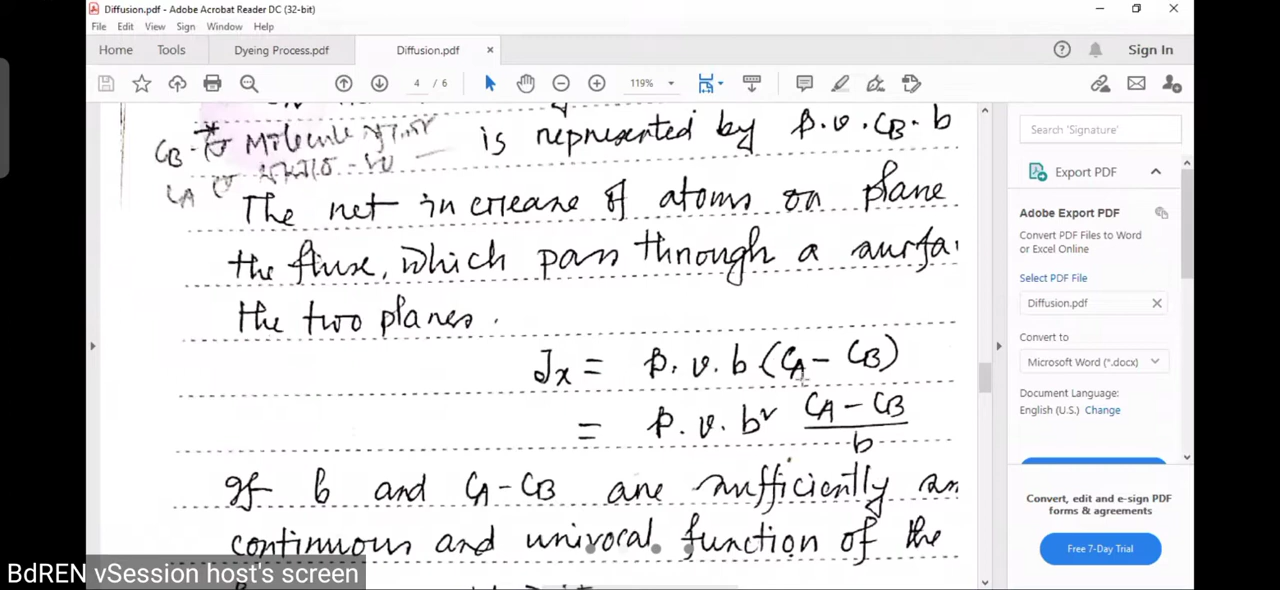 Diffusion.pdf - Adobe Acrobat Reader DC (32-bit)
File Edit View Sign Window Help
Home Tools Dyeing Process.pdf Diffusion.pdf × Sign In
4 / 6 119%
CB - Molecule is represented by p.v.CB.b
CA
The net increase of atoms on plane
the flux, which pass through a surfa
the two planes.
Jx = p.v.b (CA - CB)
= p.v.b² (CA - CB)/b
If b and CA - CB are sufficiently sm
continuous and univocal function of the
Search 'Signature'
Export PDF
Adobe Export PDF
Convert PDF Files to Word
or Excel Online
Select PDF File
Diffusion.pdf ×
Convert to
Microsoft Word (*.docx)
Document Language:
English (U.S.) Change
Convert, edit and e-sign PDF
forms & agreements
Free 7-Day Trial
BdREN vSession host's screen